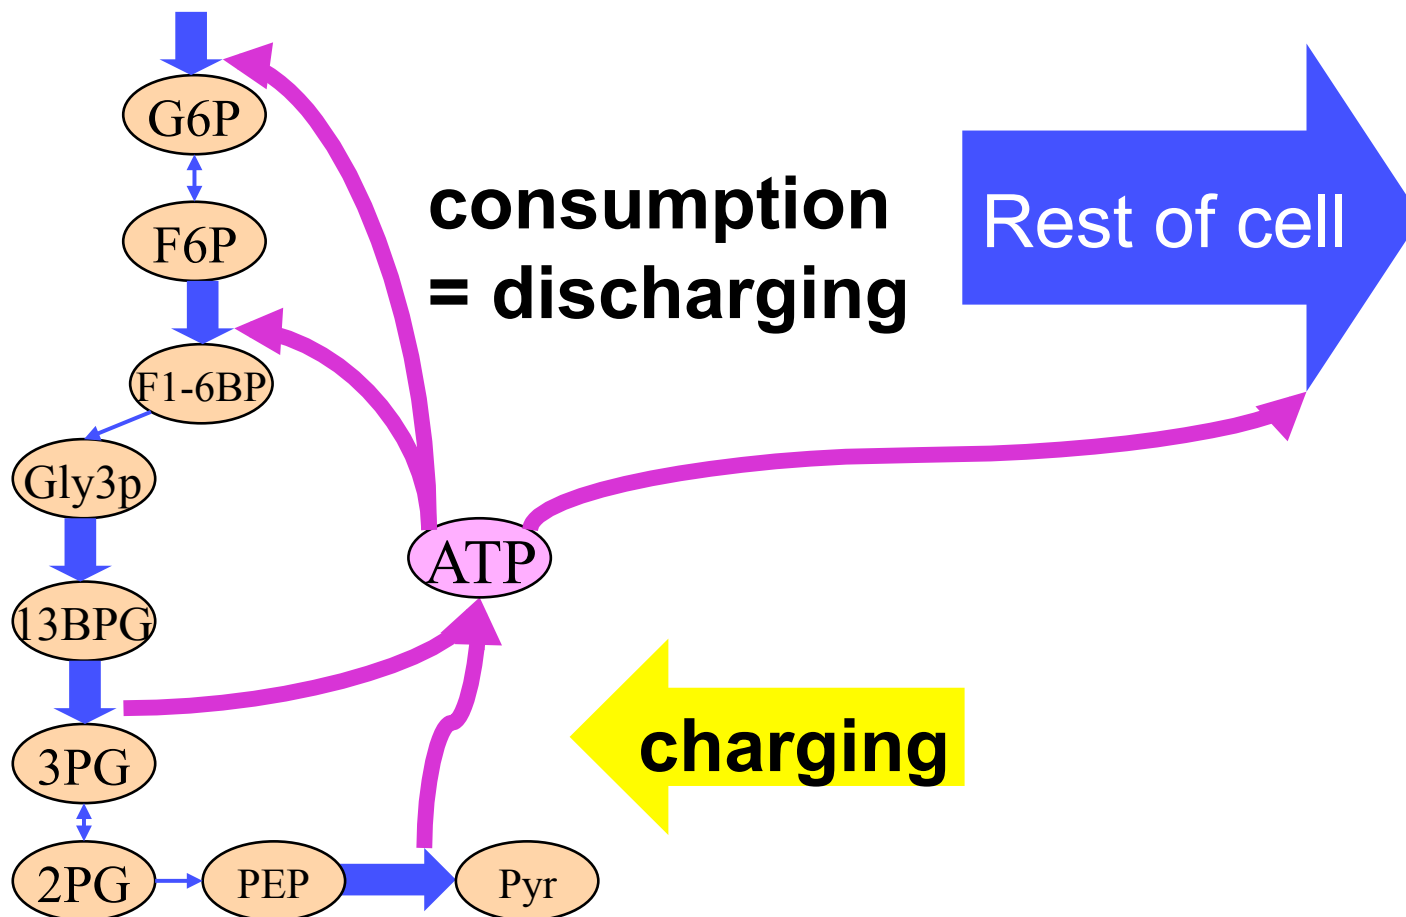 G6P
F6P
F1-6BP
Gly3p
13BPG
3PG
2PG
PEP
Pyr
ATP
consumption
= discharging
Rest of cell
charging